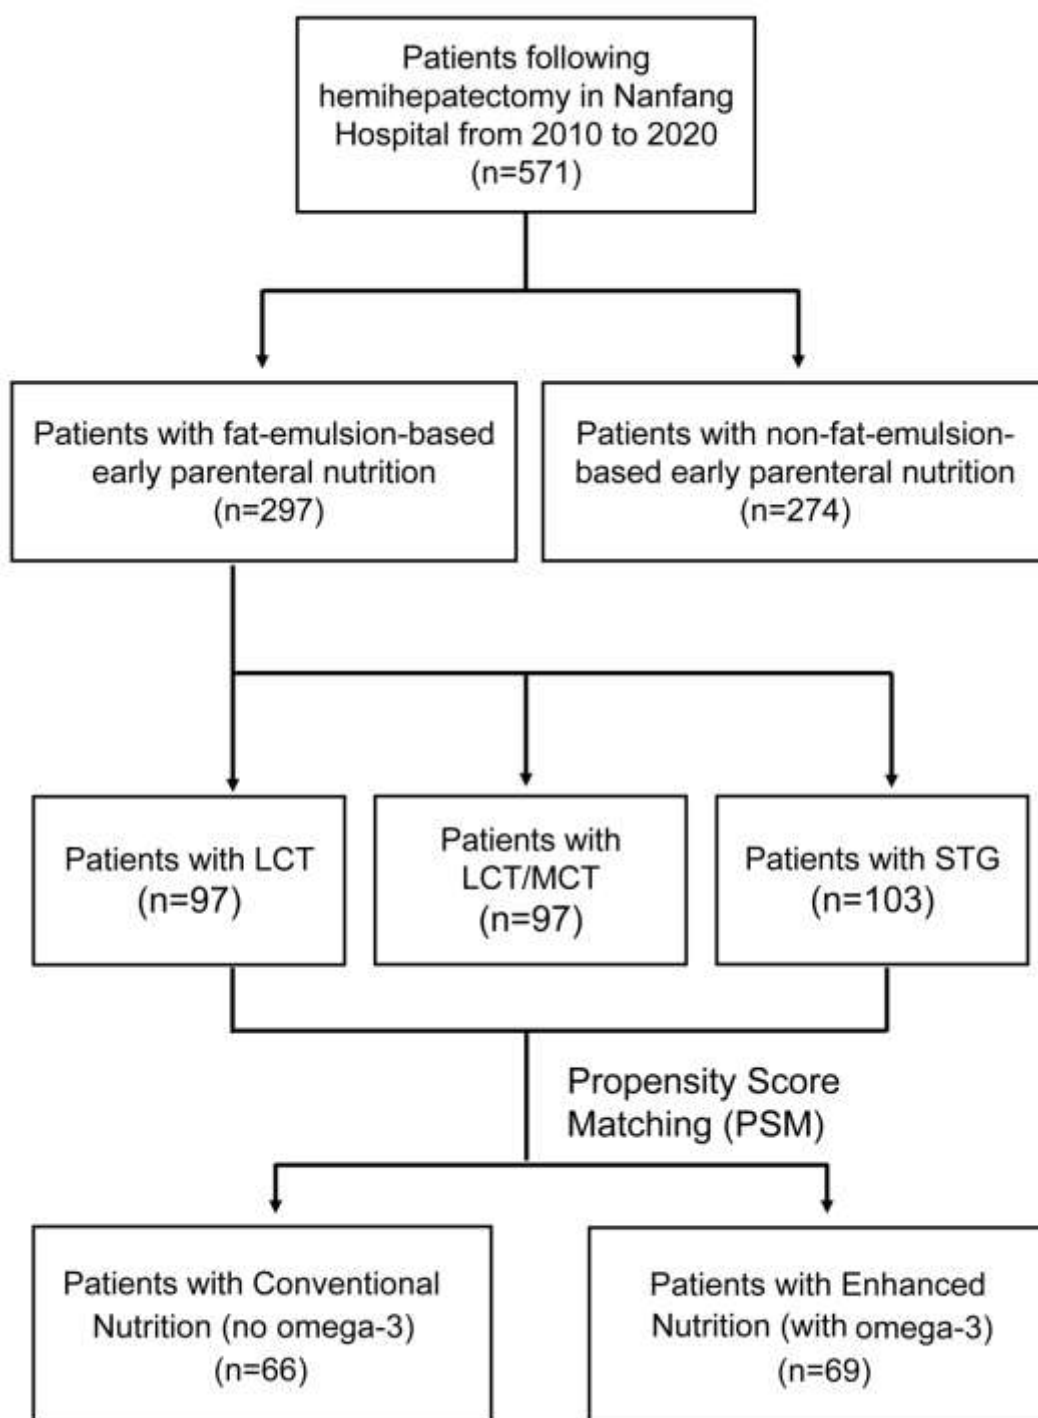 Patients following
hemihepatectomy in Nanfang
Hospital from 2010 to 2020
(n=571)
Patients with fat-emulsion-based
early parenteral nutrition
(n=297)
Patients with non-fat-emulsion-
based early parenteral nutrition
(n=274)
Patients with LCT
(n=97)
Patients with
LCT/MCT
(n=97)
Patients with STG
(n=103)
Propensity Score
Matching (PSM)
Patients with Conventional
Nutrition (no omega-3)
(n=66)
Patients with Enhanced
Nutrition (with omega-3)
(n=69)